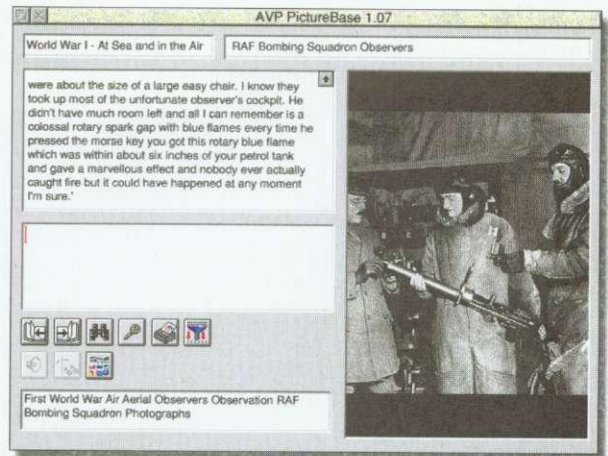 AVP PictureBase 1.07
World War I - At Sea and in the Air
RAF Bombing Squadron Observers
were about the size of a large easy chair. I know they
took up most of the unfortunate observer's cockpit. He
didn't have much room left and all I can remember is a
colossal rotary spark gap with blue flames every time he
pressed the morse key you got this rotary blue flame
which was within about six inches of your petrol tank
and gave a marvellous effect and nobody ever actually
caught fire but it could have happened at any moment
I'm sure.'
First World War Air Aerial Observers Observation RAF
Bombing Squadron Photographs